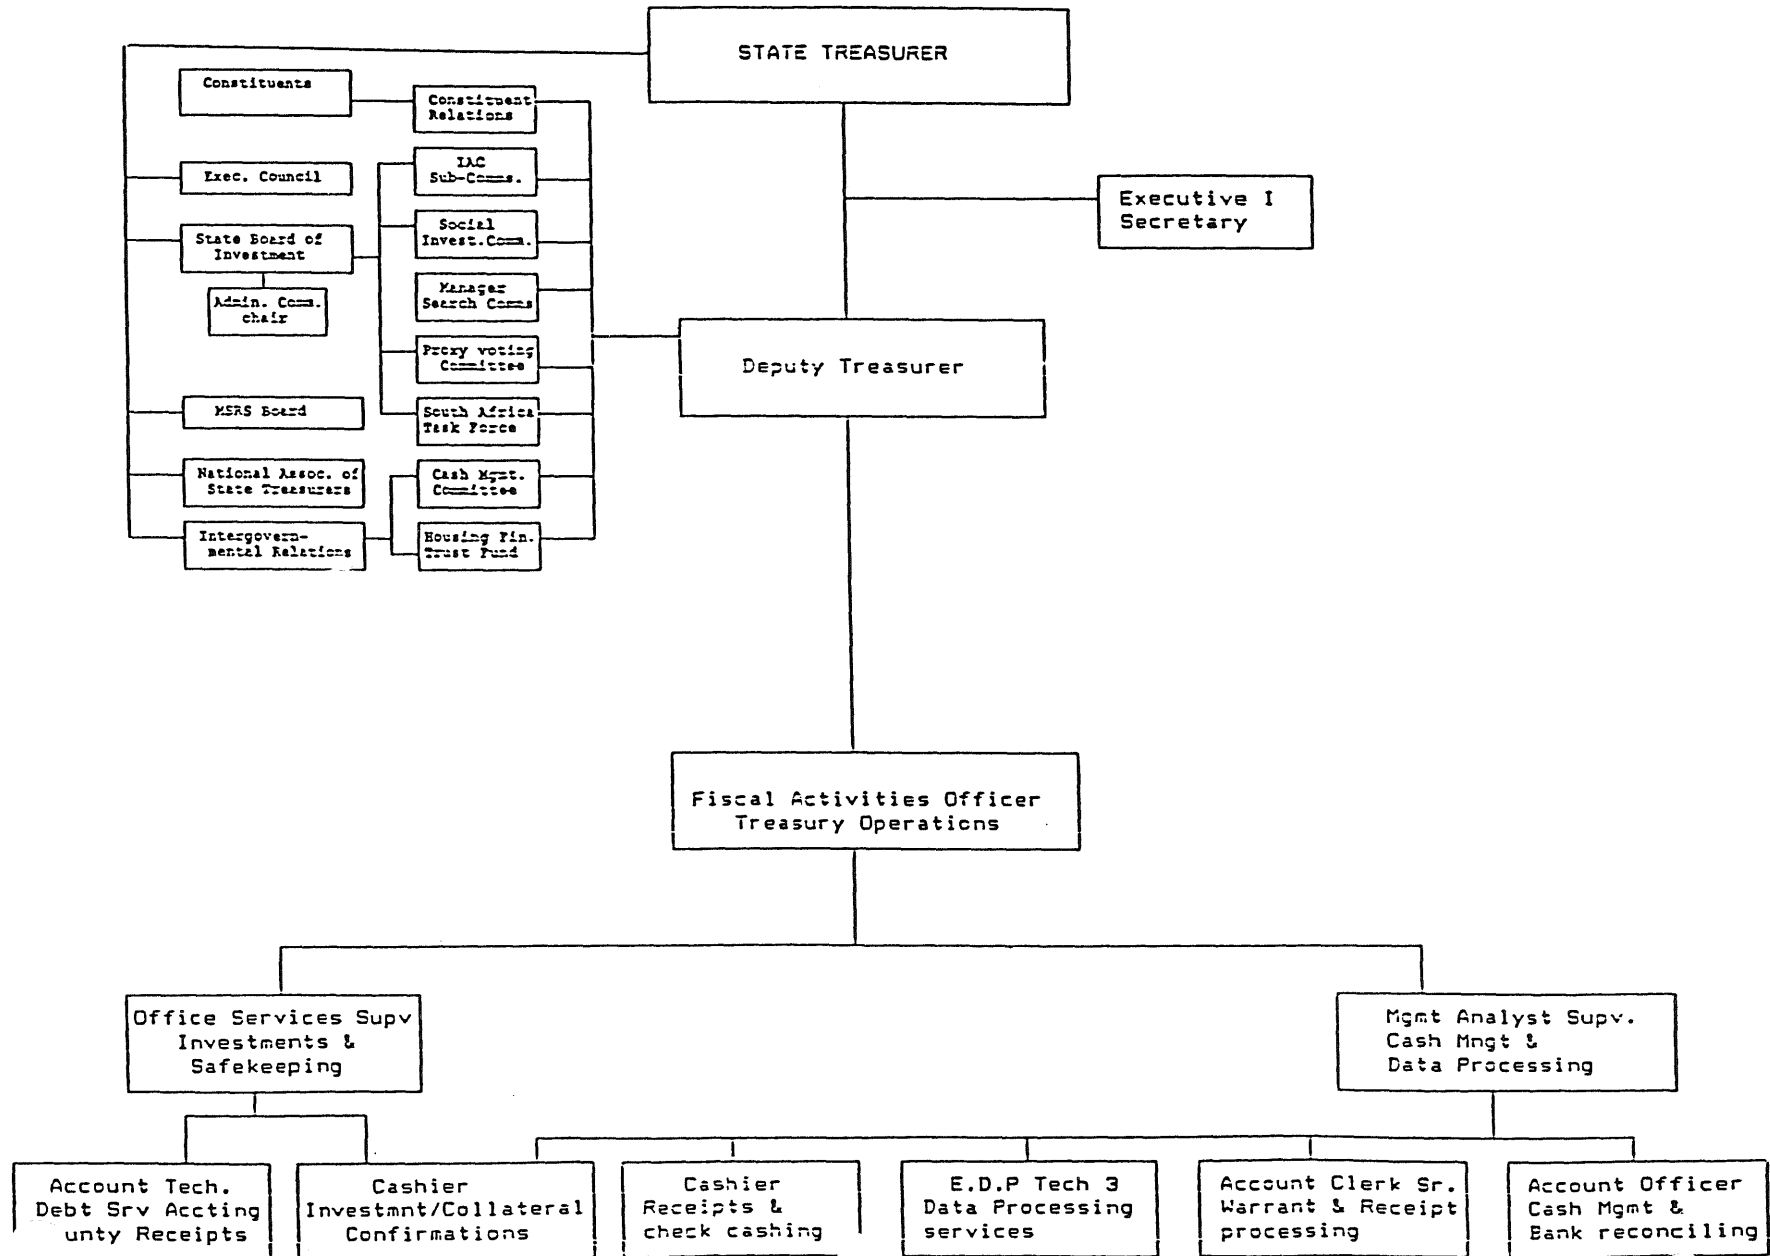 STATE TREASURER
Constituents
Constituent
Relations
IAC
Sub-Comms.
Exec. Council
Executive I
Secretary
Social
Invest.Comm.
State Board of
Investment
Manager
Search Comms
Admin. Comm.
chair
Proxy voting
Committee
Deputy Treasurer
MSRS Board
South Africa
Task Force
National Assoc. of
State Treasurers
Cash Mgmt.
Committee
Intergovern-
mental Relations
Housing Fin.
Trust Fund
Fiscal Activities Officer
Treasury Operations
Office Services Supv
Investments &
Safekeeping
Mgmt Analyst Supv.
Cash Mngt &
Data Processing
Account Tech.
Debt Srv Accting
unty Receipts
Cashier
Investmnt/Collateral
Confirmations
Cashier
Receipts &
check cashing
E.D.P Tech 3
Data Processing
services
Account Clerk Sr.
Warrant & Receipt
processing
Account Officer
Cash Mgmt &
Bank reconciling